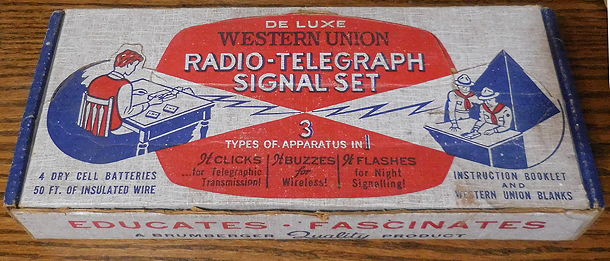 DE LUXE
WESTERN UNION
RADIO-TELEGRAPH
SIGNAL SET
3
TYPES OF APPARATUS IN 1
It CLICKS
...for Telegraphic
Transmission!
It BUZZES
for
Wireless!
It FLASHES
for Night
Signalling!
4 DRY CELL BATTERIES
50 FT. OF INSULATED WIRE
INSTRUCTION BOOKLET
AND
WESTERN UNION BLANKS
EDUCATES · FASCINATES
A BRUMBERGER Quality PRODUCT